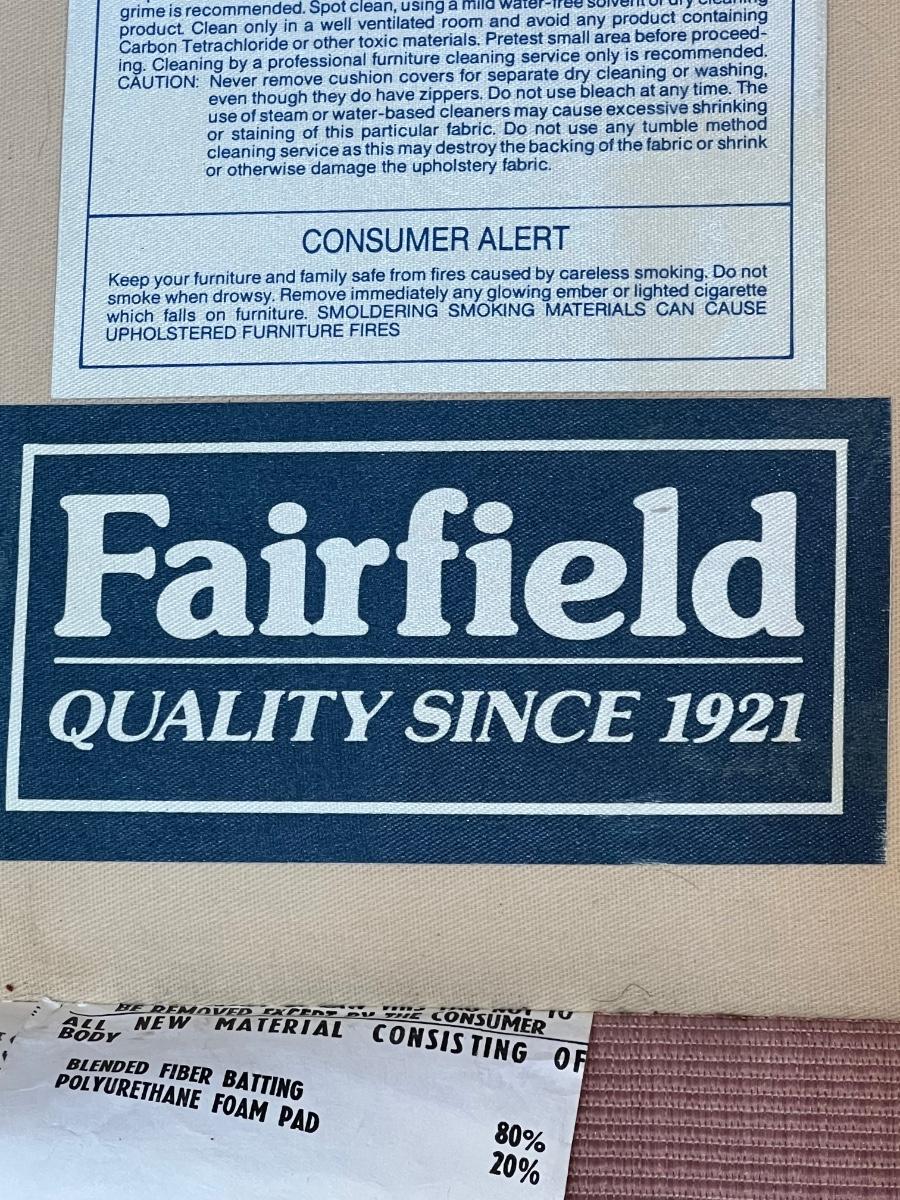 grime is recommended. Spot clean, using a mild water-free solvent or dry cleaning
product. Clean only in a well ventilated room and avoid any product containing
Carbon Tetrachloride or other toxic materials. Pretest small area before proceed-
ing. Cleaning by a professional furniture cleaning service only is recommended.
CAUTION: Never remove cushion covers for separate dry cleaning or washing,
even though they do have zippers. Do not use bleach at any time. The
use of steam or water-based cleaners may cause excessive shrinking
or staining of this particular fabric. Do not use any tumble method
cleaning service as this may destroy the backing of the fabric or shrink
or otherwise damage the upholstery fabric.
CONSUMER ALERT
Keep your furniture and family safe from fires caused by careless smoking. Do not
smoke when drowsy. Remove immediately any glowing ember or lighted cigarette
which falls on furniture. SMOLDERING SMOKING MATERIALS CAN CAUSE
UPHOLSTERED FURNITURE FIRES
Fairfield
QUALITY SINCE 1921
BE REMOVED EXCEPT BY THE CONSUMER
ALL NEW MATERIAL CONSISTING OF
BODY
BLENDED FIBER BATTING
POLYURETHANE FOAM PAD
80%
20%